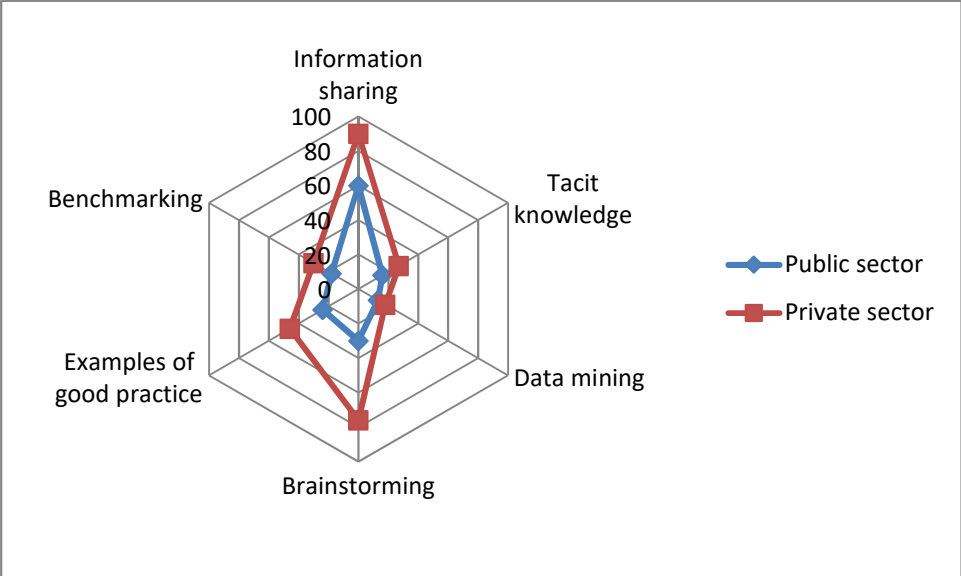 Information
sharing
100
80
60
40
20
0
Tacit
knowledge
Data mining
Brainstorming
Examples of
good practice
Benchmarking
Public sector
Private sector